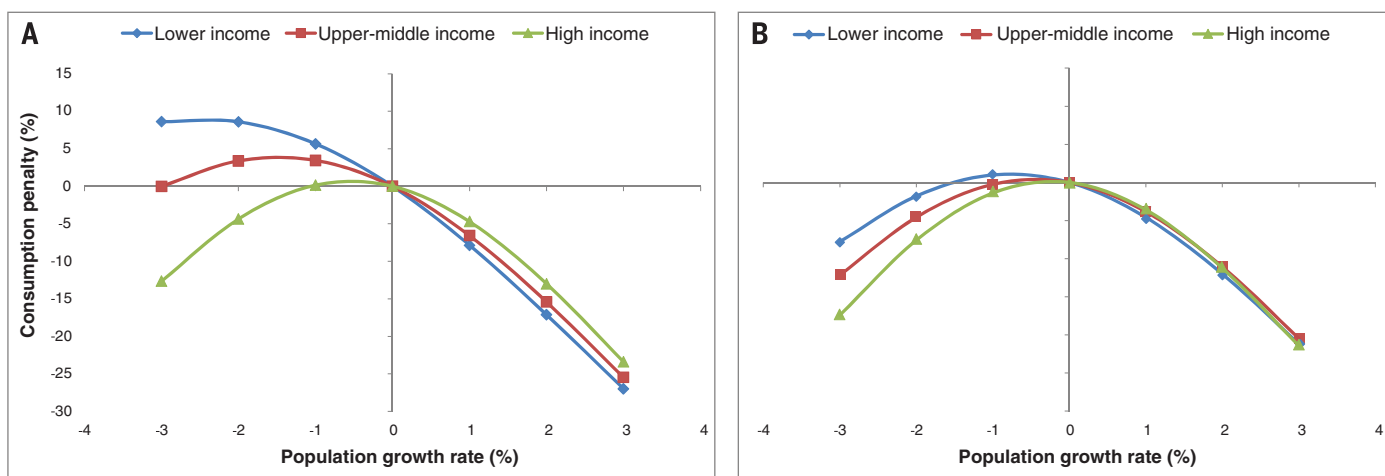 A
Lower income Upper-middle income High income
15
10
5
0
-5
-10
-15
-20
-25
-30
Consumption penalty (%)
-4 -3 -2 -1 0 1 2 3 4
Population growth rate (%)
B
Lower income Upper-middle income High income
-4 -3 -2 -1 0 1 2 3 4
Population growth rate (%)